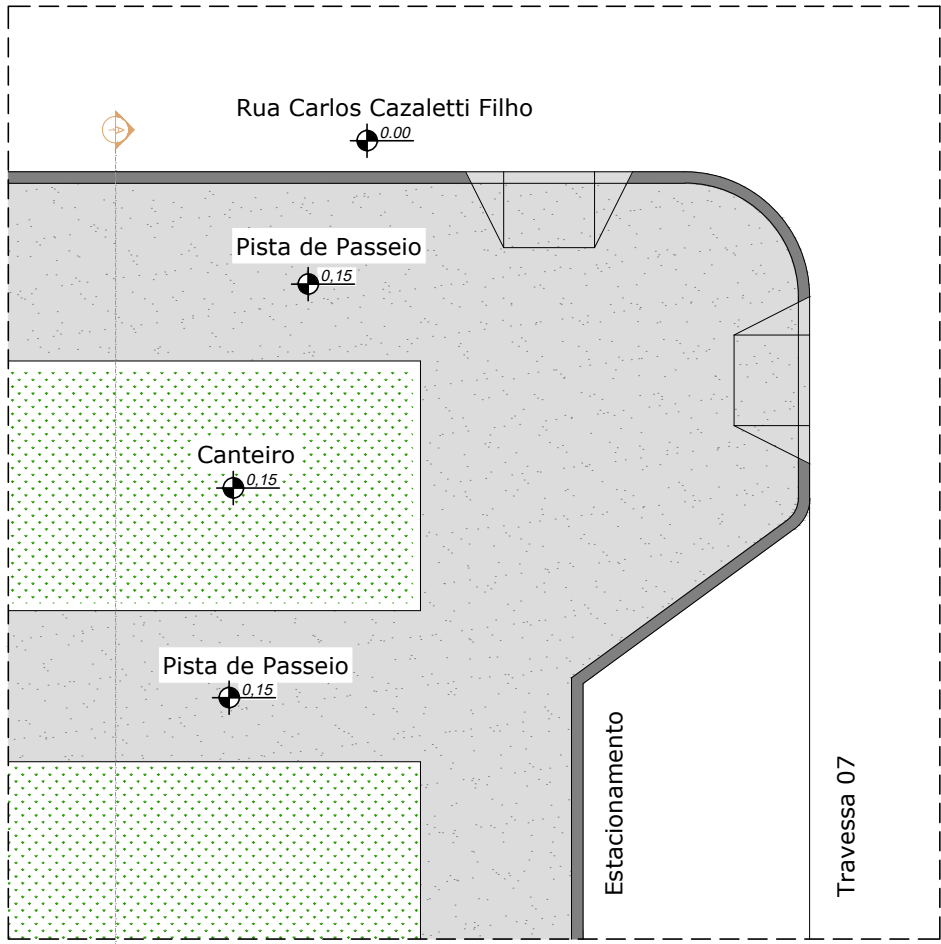 Rua Carlos Cazaletti Filho
0.00
A
Pista de Passeio
0,15
Canteiro
0,15
Pista de Passeio
0,15
Estacionamento
Travessa 07